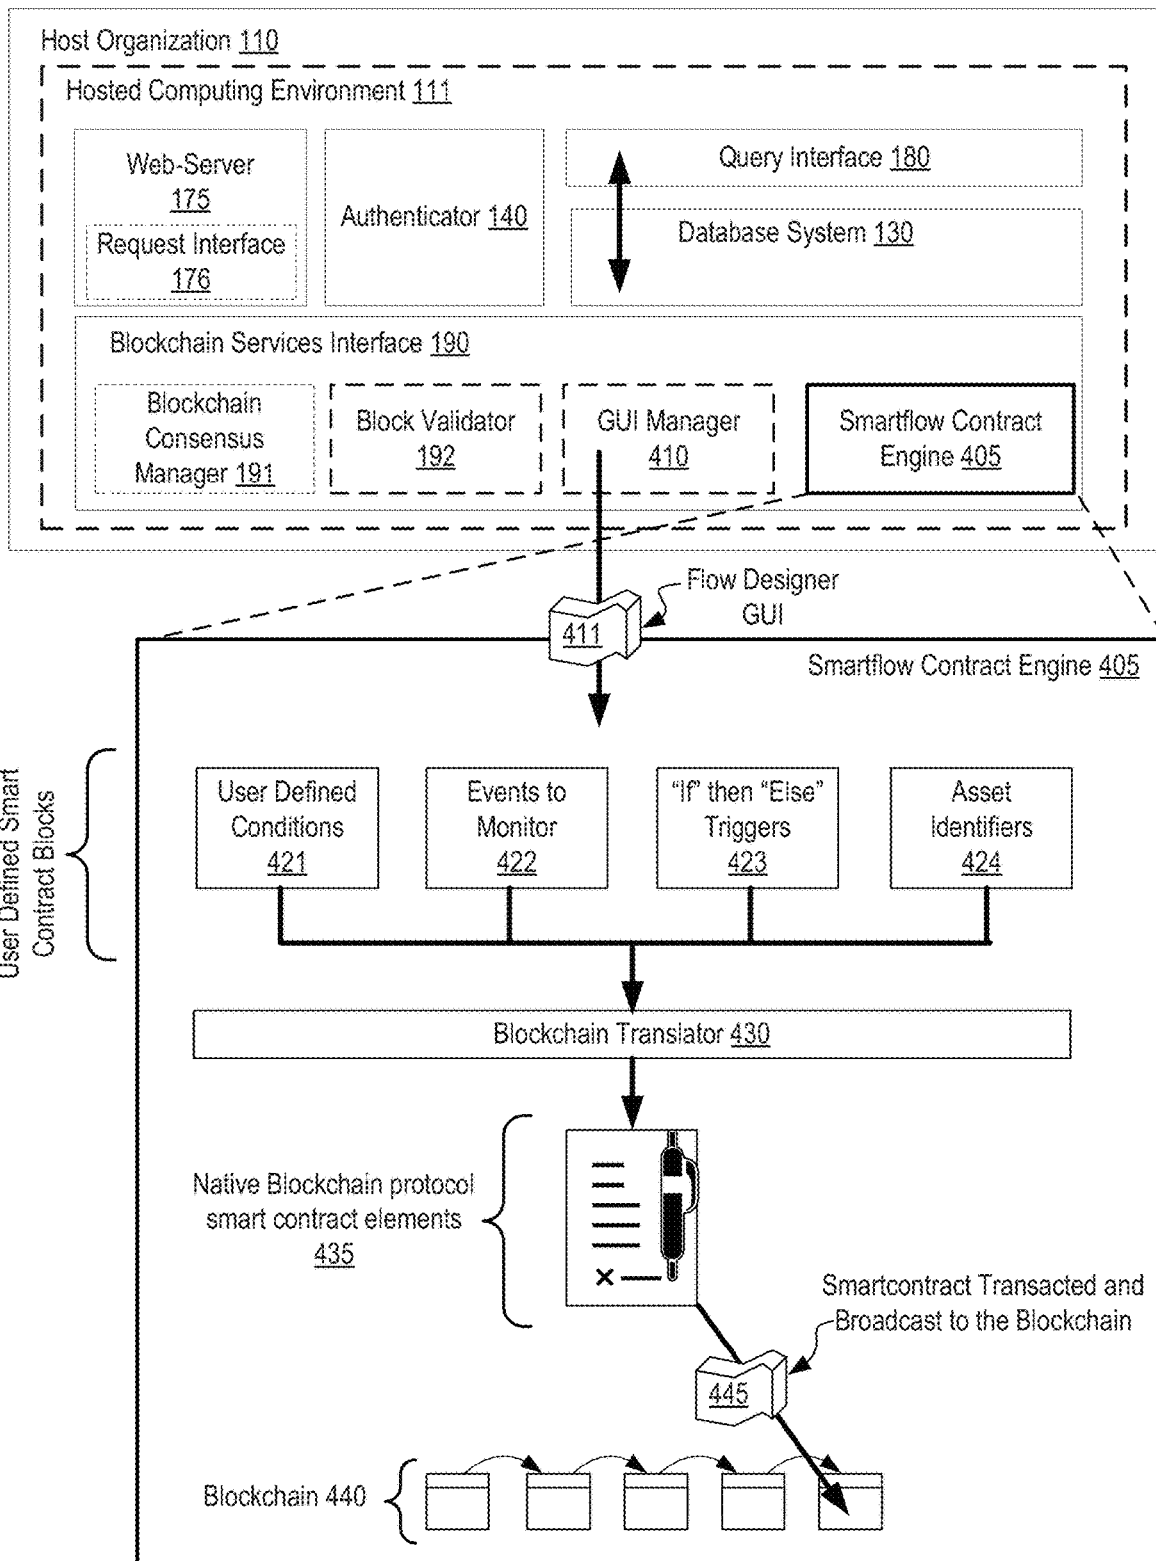 Host Organization 110
Hosted Computing Environment 111
Web-Server
175
Request Interface
176
Authenticator 140
Query Interface 180
Database System 130
Blockchain Services Interface 190
Blockchain
Consensus
Manager 191
Block Validator
192
GUI Manager
410
Smartflow Contract
Engine 405
Flow Designer
GUI
411
Smartflow Contract Engine 405
User Defined Smart
Contract Blocks
User Defined
Conditions
421
Events to
Monitor
422
“If” then “Else”
Triggers
423
Asset
Identifiers
424
Blockchain Translator 430
Native Blockchain protocol
smart contract elements
435
Smartcontract Transacted and
Broadcast to the Blockchain
445
Blockchain 440